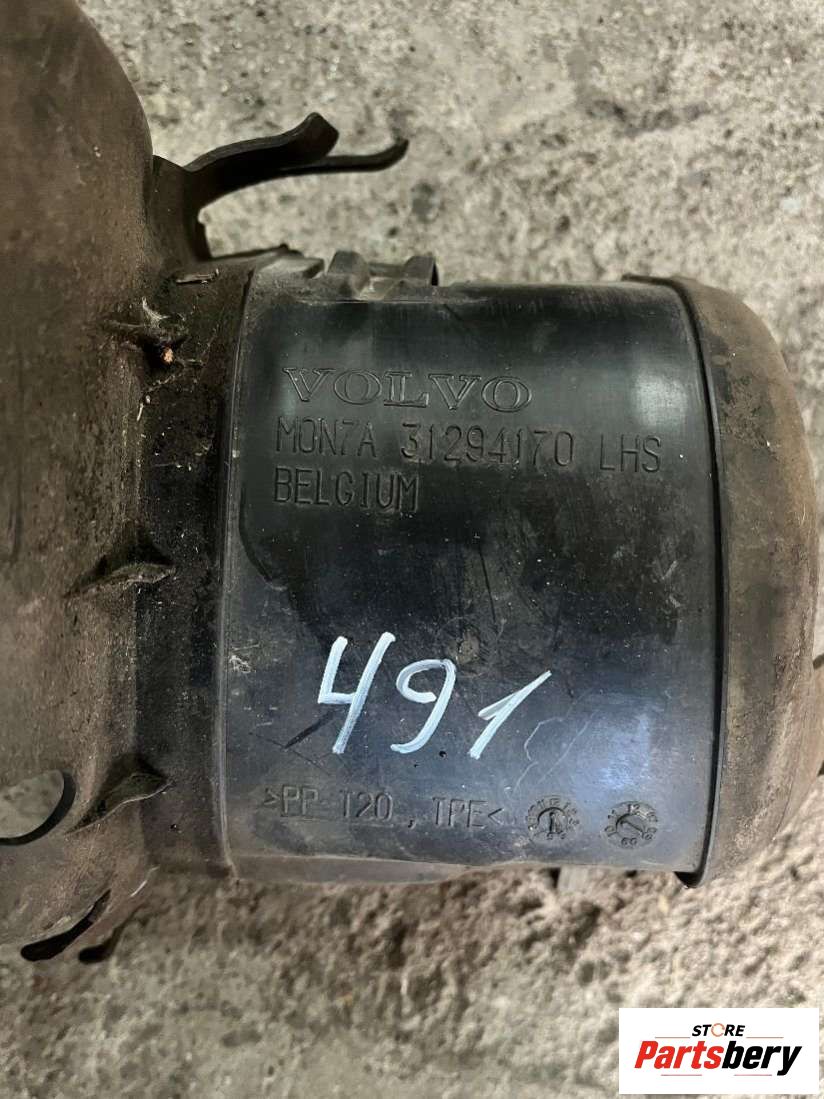 VOLVO
MON7A 31294170 LHS
BELGIUM
491
>PP T20, TPE<
STORE
Partsbery